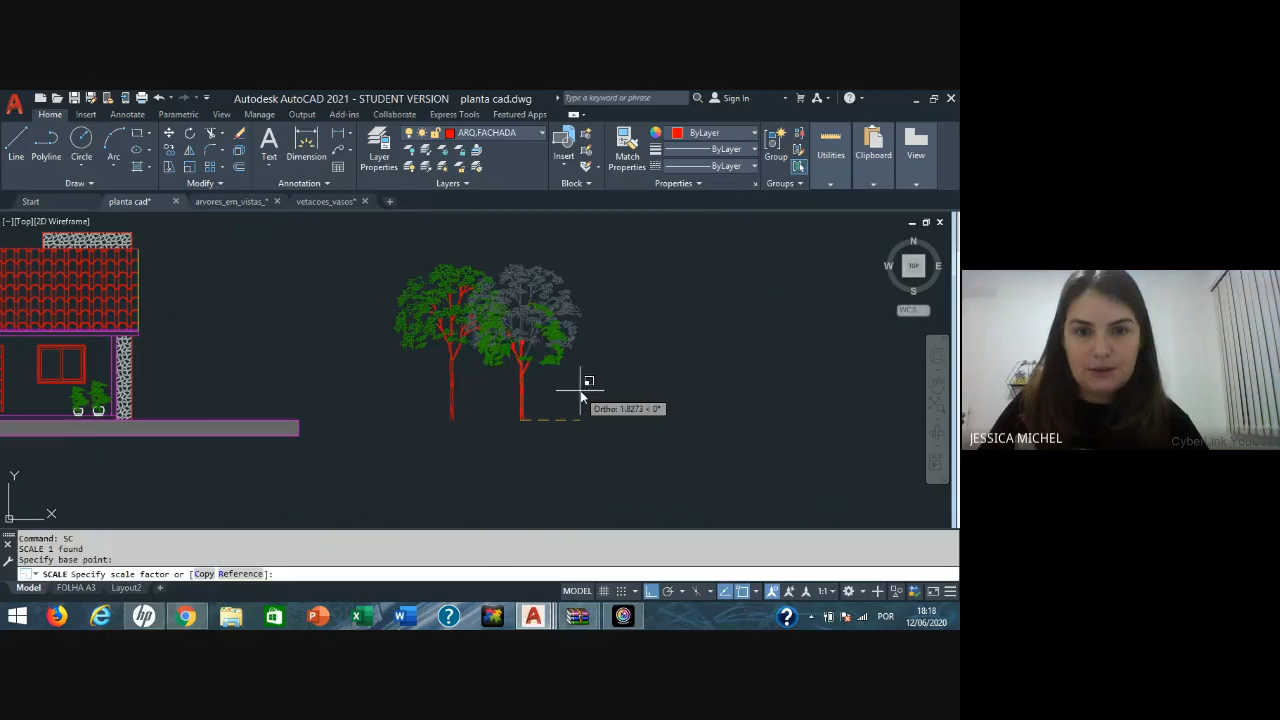 Autodesk AutoCAD 2021 - STUDENT VERSION planta cad.dwg
Type a keyword or phrase
Sign In
Home Insert Annotate Parametric View Manage Output Collaborate Express Tools Featured Apps
ARQ.FACHADA
ByLayer
ByLayer
ByLayer
Line Polyline Circle Arc
Text Dimension
Layer Properties
Insert
Match Properties
Group
Utilities Clipboard View
Draw Modify Annotation Layers Block Properties Groups
Start planta cad* arvores_em_vistas_* vetacoes_vasos*
[−][Top][2D Wireframe]
N
W TOP E
S
WCS
Ortho: 1.8273 < 0°
Y
X
Command: SC
SCALE 1 found
Specify base point:
SCALE Specify scale factor or [Copy Reference]:
Model FOLHA A3 Layout2
MODEL
1:1
18:18
POR
12/06/2020
JESSICA MICHEL